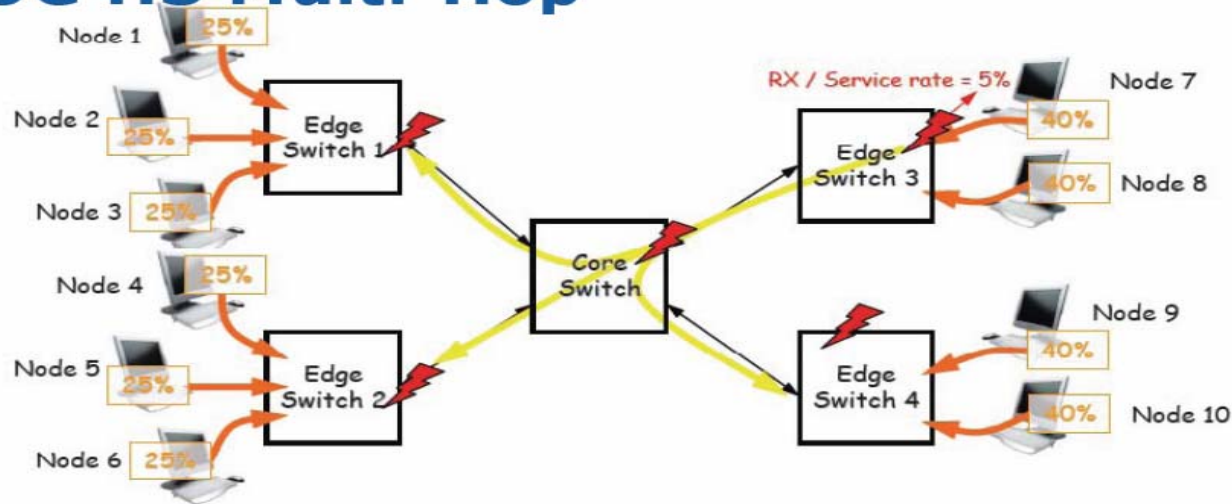 Node 1
25%
Node 2
25%
Node 3
25%
Edge
Switch 1
Node 4
25%
Node 5
25%
Node 6
25%
Edge
Switch 2
Core
Switch
RX / Service rate = 5%
Node 7
40%
Edge
Switch 3
40%
Node 8
Node 9
40%
Edge
Switch 4
40%
Node 10